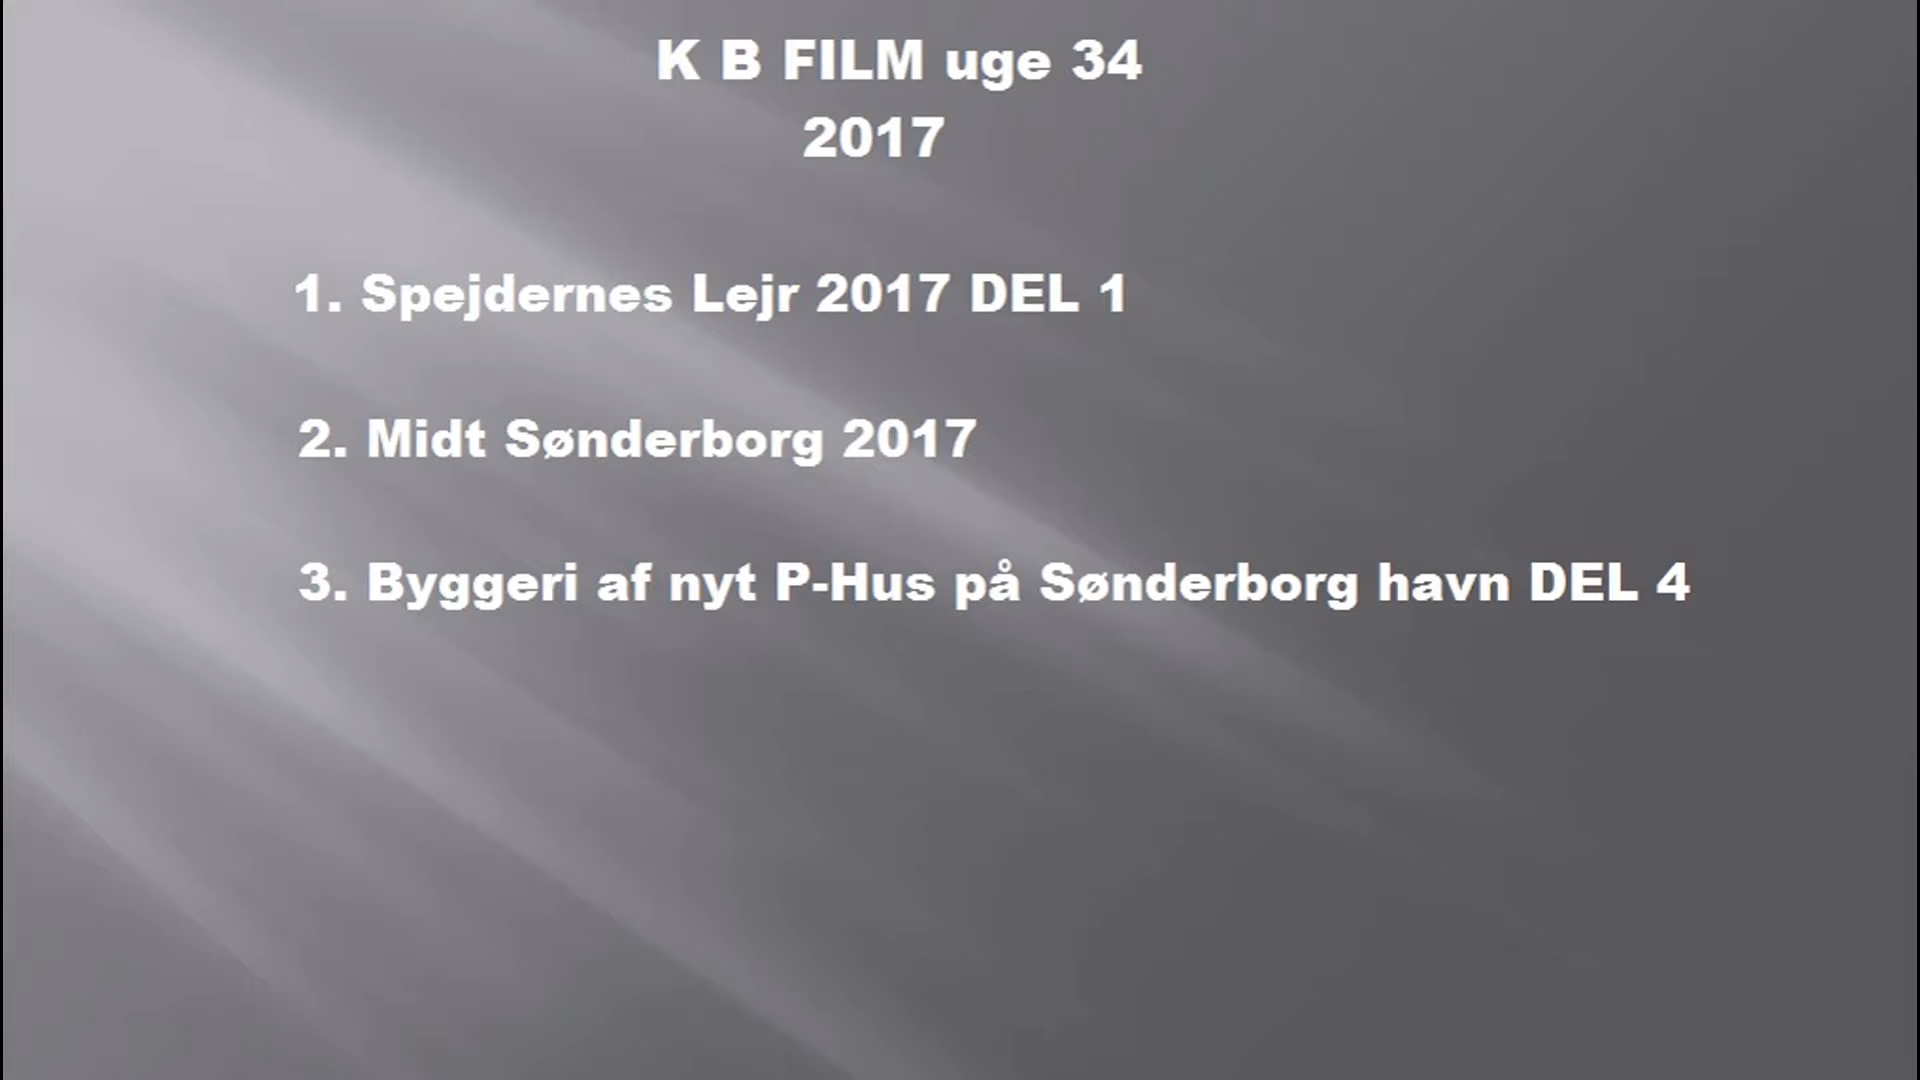 K B FILM uge 34
2017
1. Spejdernes Lejr 2017 DEL 1
2. Midt Sønderborg 2017
3. Byggeri af nyt P-Hus på Sønderborg havn DEL 4